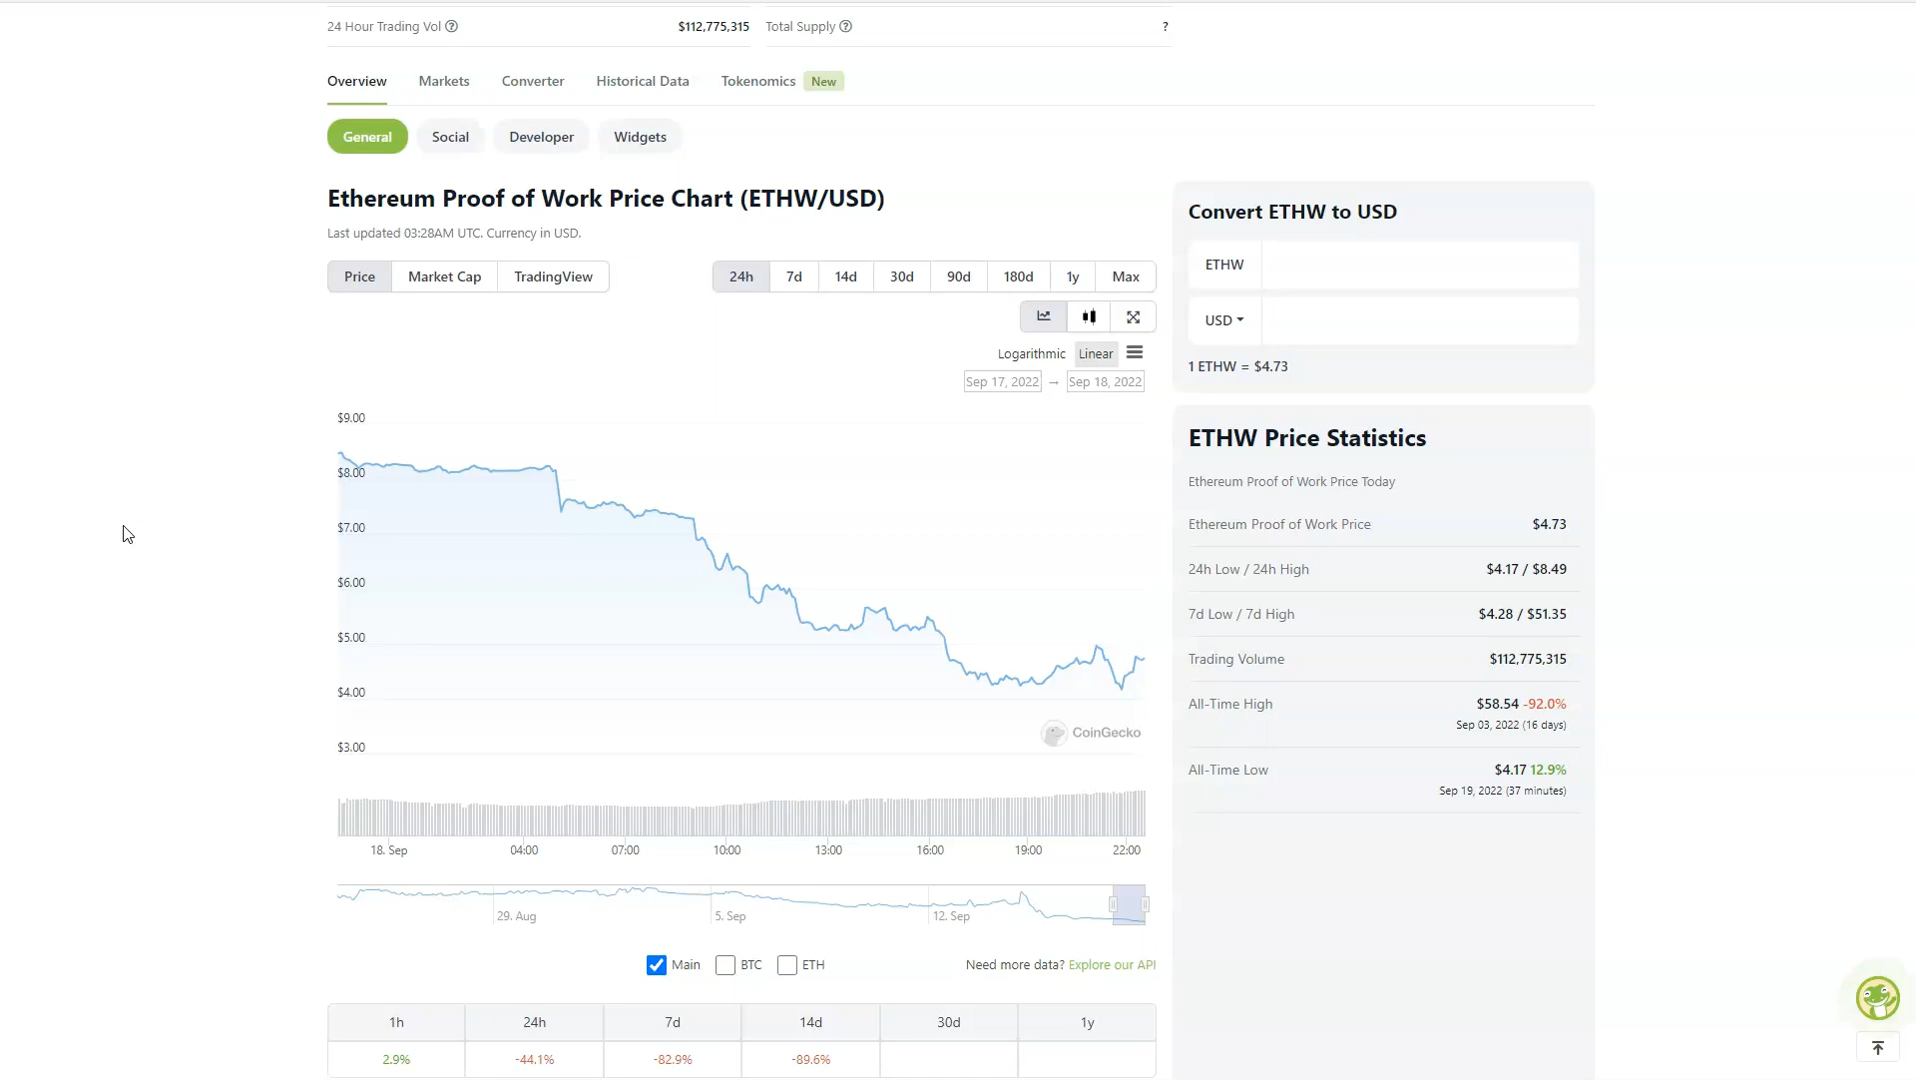 24 Hour Trading Vol $112,775,315 Total Supply ?
Overview Markets Converter Historical Data Tokenomics New
General Social Developer Widgets
Ethereum Proof of Work Price Chart (ETHW/USD)
Last updated 03:28AM UTC. Currency in USD.
Price Market Cap TradingView 24h 7d 14d 30d 90d 180d 1y Max
Logarithmic Linear
Sep 17, 2022 → Sep 18, 2022
$9.00
$8.00
$7.00
$6.00
$5.00
$4.00
$3.00
CoinGecko
18. Sep 04:00 07:00 10:00 13:00 16:00 19:00 22:00
29. Aug 5. Sep 12. Sep
Main BTC ETH Need more data? Explore our API
1h 24h 7d 14d 30d 1y
2.9% -44.1% -82.9% -89.6%
Convert ETHW to USD
ETHW
USD
1 ETHW = $4.73
ETHW Price Statistics
Ethereum Proof of Work Price Today
Ethereum Proof of Work Price $4.73
24h Low / 24h High $4.17 / $8.49
7d Low / 7d High $4.28 / $51.35
Trading Volume $112,775,315
All-Time High $58.54 -92.0%
Sep 03, 2022 (16 days)
All-Time Low $4.17 12.9%
Sep 19, 2022 (37 minutes)